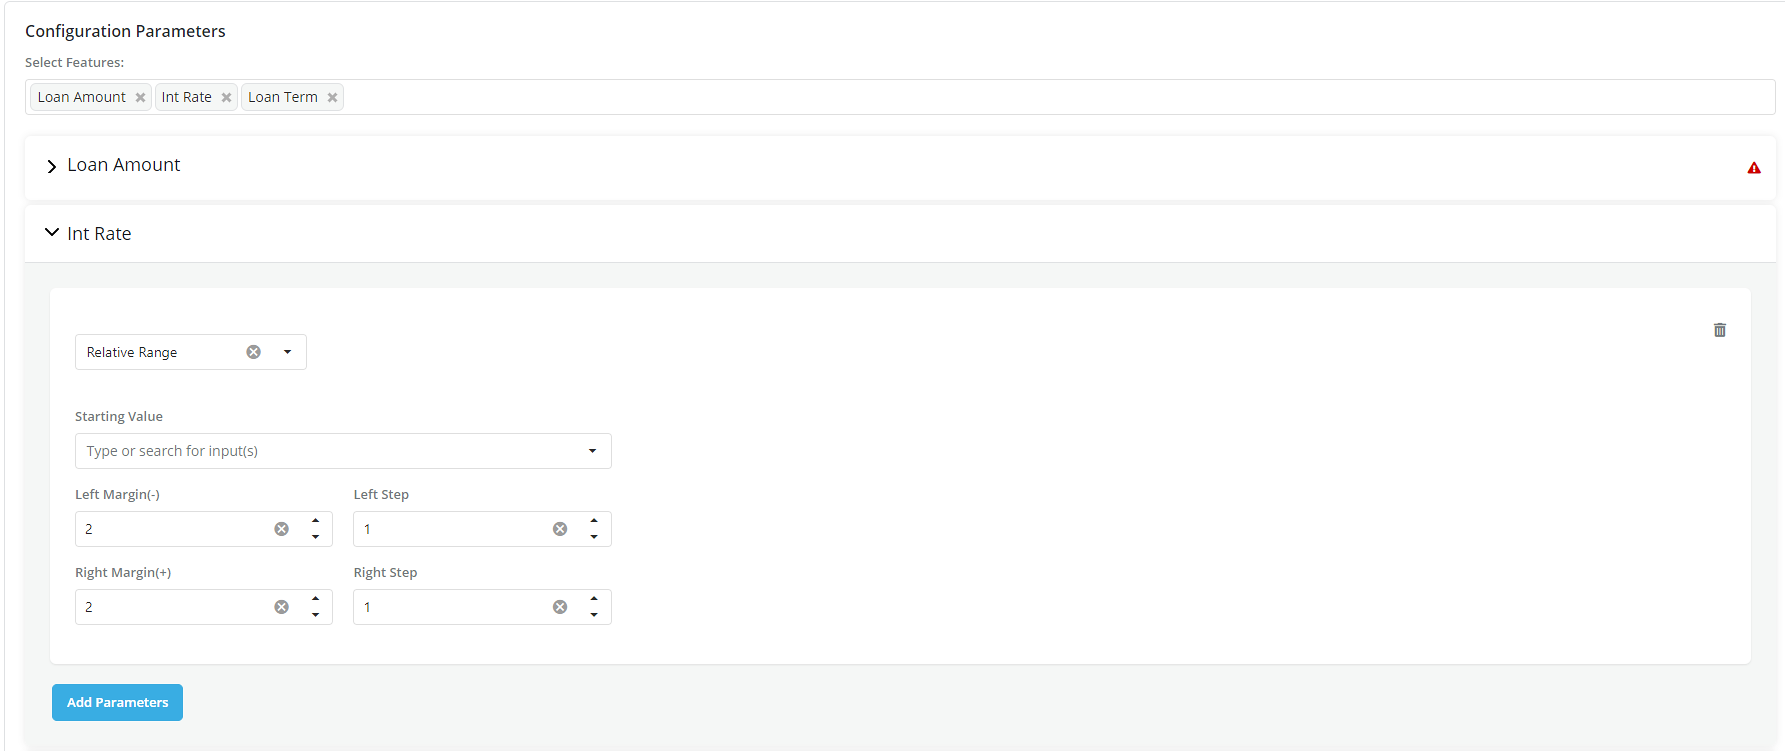 Configuration Parameters
Select Features:
Loan Amount Int Rate Loan Term
Loan Amount
Int Rate
Relative Range
Starting Value
Type or search for input(s)
Left Margin(-) Left Step
2 1
Right Margin(+) Right Step
2 1
Add Parameters